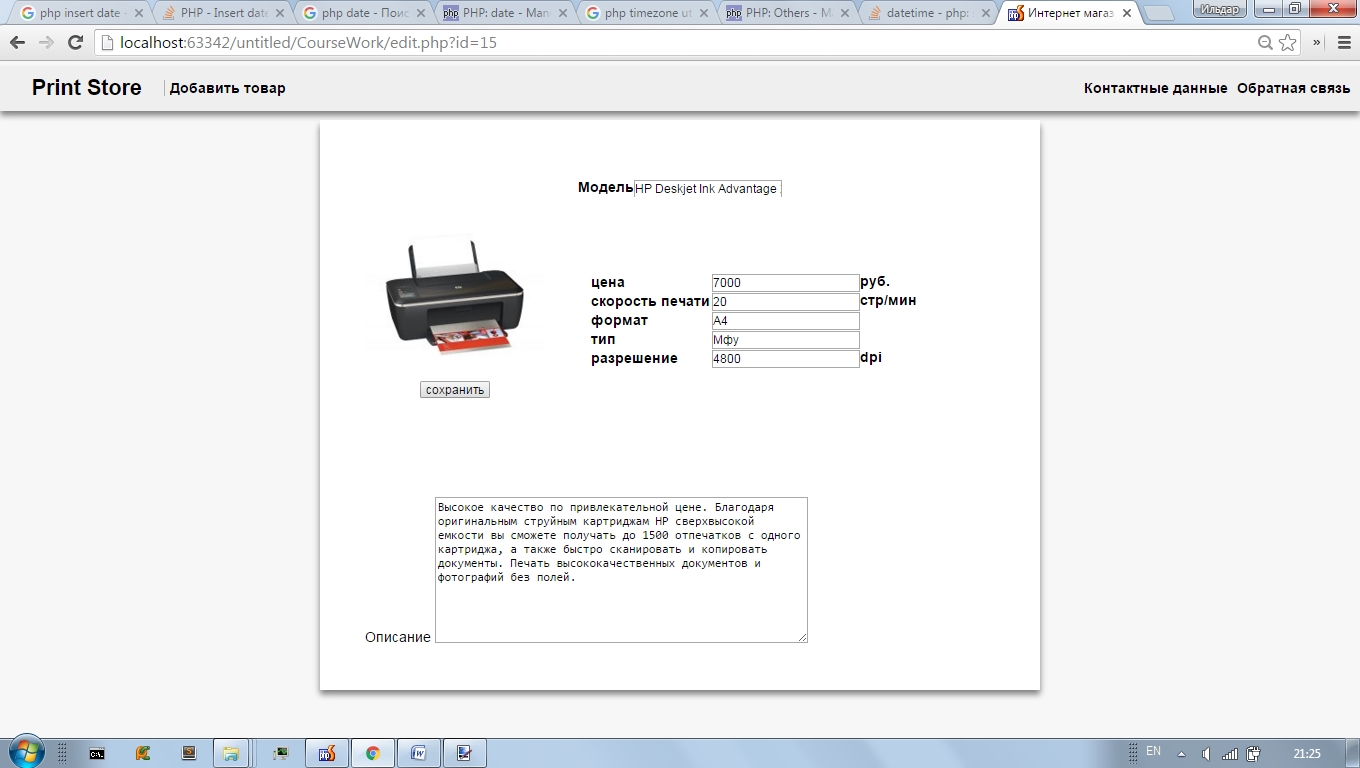 php insert date -
PHP - Insert date
php date - Поис
PHP: date - Man
php timezone ut
PHP: Others - M
datetime - php:
Интернет магаз
Ильдар
localhost:63342/untitled/CourseWork/edit.php?id=15
Print Store
Добавить товар
Контактные данные
Обратная связь
Модель
HP Deskjet Ink Advantage
цена 7000 руб.
скорость печати 20 стр/мин
формат A4
тип Мфу
разрешение 4800 dpi
сохранить
Высокое качество по привлекательной цене. Благодаря
оригинальным струйным картриджам HP сверхвысокой
емкости вы сможете получать до 1500 отпечатков с одного
картриджа, а также быстро сканировать и копировать
документы. Печать высококачественных документов и
фотографий без полей.
Описание
EN
21:25